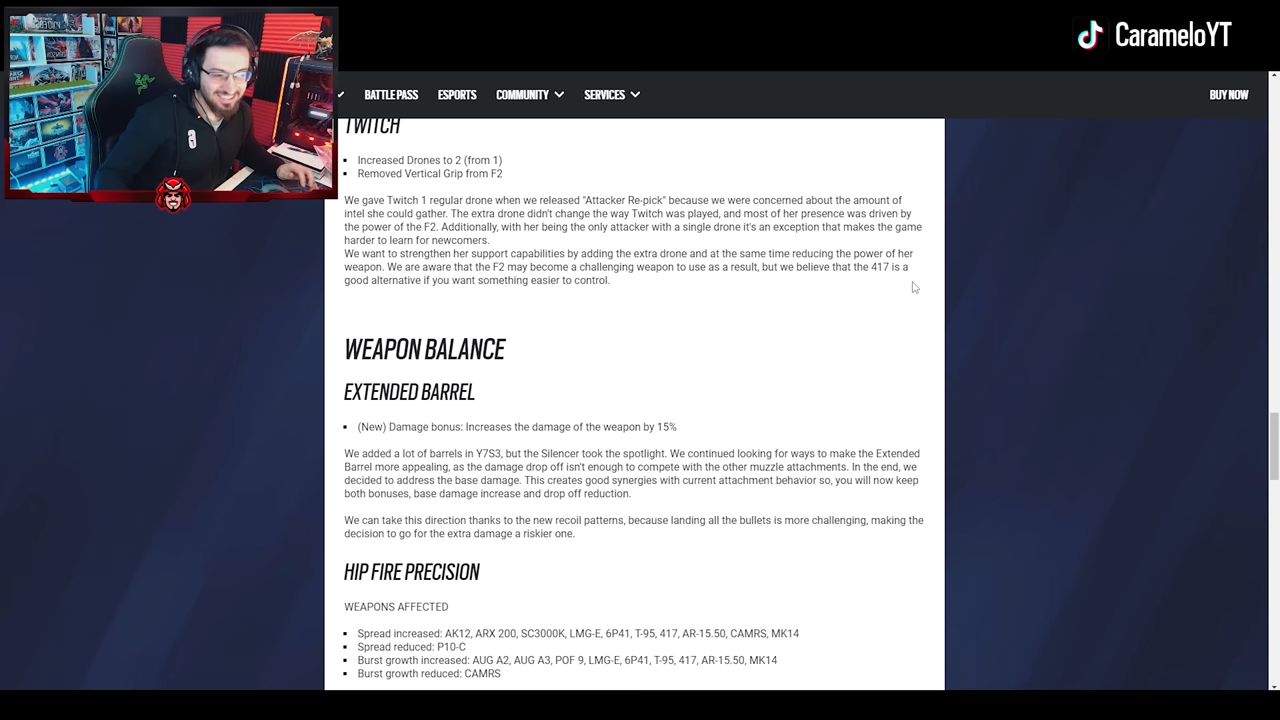 CarameloYT
BATTLE PASS ESPORTS COMMUNITY SERVICES BUY NOW
TWITCH
▪ Increased Drones to 2 (from 1)
▪ Removed Vertical Grip from F2
We gave Twitch 1 regular drone when we released "Attacker Re-pick" because we were concerned about the amount of
intel she could gather. The extra drone didn't change the way Twitch was played, and most of her presence was driven by
the power of the F2. Additionally, with her being the only attacker with a single drone it's an exception that makes the game
harder to learn for newcomers.
We want to strengthen her support capabilities by adding the extra drone and at the same time reducing the power of her
weapon. We are aware that the F2 may become a challenging weapon to use as a result, but we believe that the 417 is a
good alternative if you want something easier to control.
WEAPON BALANCE
EXTENDED BARREL
▪ (New) Damage bonus: Increases the damage of the weapon by 15%
We added a lot of barrels in Y7S3, but the Silencer took the spotlight. We continued looking for ways to make the Extended
Barrel more appealing, as the damage drop off isn't enough to compete with the other muzzle attachments. In the end, we
decided to address the base damage. This creates good synergies with current attachment behavior so, you will now keep
both bonuses, base damage increase and drop off reduction.
We can take this direction thanks to the new recoil patterns, because landing all the bullets is more challenging, making the
decision to go for the extra damage a riskier one.
HIP FIRE PRECISION
WEAPONS AFFECTED
▪ Spread increased: AK12, ARX 200, SC3000K, LMG-E, 6P41, T-95, 417, AR-15.50, CAMRS, MK14
▪ Spread reduced: P10-C
▪ Burst growth increased: AUG A2, AUG A3, POF 9, LMG-E, 6P41, T-95, 417, AR-15.50, MK14
▪ Burst growth reduced: CAMRS